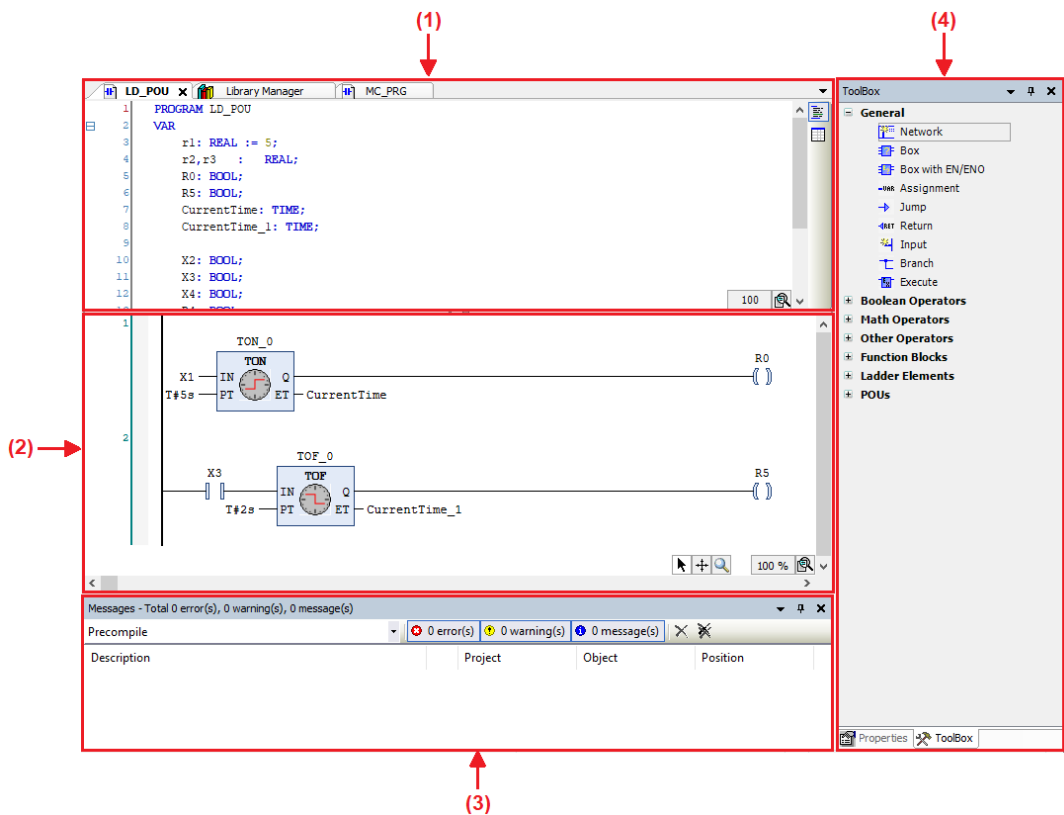 (1)
(4)
LD_POU
Library Manager
MC_PRG
1 PROGRAM LD_POU
2 VAR
3 r1: REAL := 5;
4 r2,r3 : REAL;
5 R0: BOOL;
6 R5: BOOL;
7 CurrentTime: TIME;
8 CurrentTime_1: TIME;
9
10 X2: BOOL;
11 X3: BOOL;
12 X4: BOOL;
100
ToolBox
General
Network
Box
Box with EN/ENO
VAR Assignment
Jump
RET Return
Input
Branch
Execute
Boolean Operators
Math Operators
Other Operators
Function Blocks
Ladder Elements
POUs
(2)
1
TON_0
TON
R0
X1 IN Q
T#5s PT ET CurrentTime
2
TOF_0
X3
TOF
R5
IN Q
T#2s PT ET CurrentTime_1
100 %
Messages - Total 0 error(s), 0 warning(s), 0 message(s)
Precompile
0 error(s)
0 warning(s)
0 message(s)
Description
Project
Object
Position
Properties
ToolBox
(3)